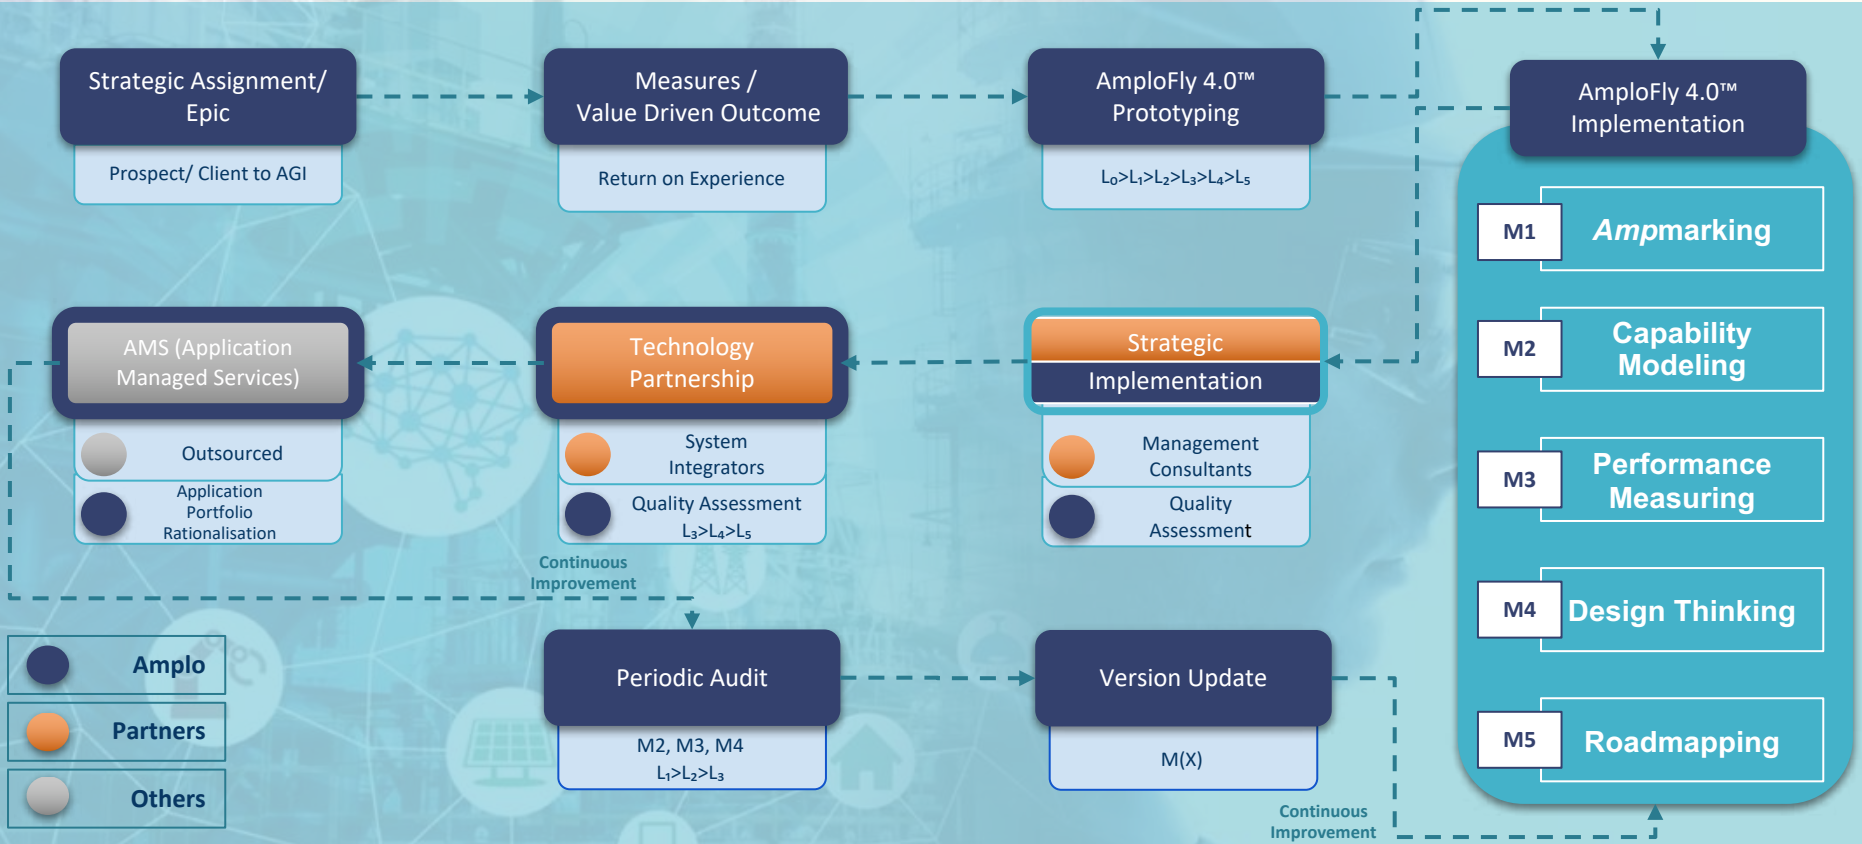 Strategic Assignment/
Epic
Prospect/ Client to AGI
Measures /
Value Driven Outcome
Return on Experience
AmploFly 4.0™
Prototyping
L₀>L₁>L₂>L₃>L₄>L₅
AmploFly 4.0™
Implementation
M1
Ampmarking
M2
Capability
Modeling
M3
Performance
Measuring
M4
Design Thinking
M5
Roadmapping
AMS (Application
Managed Services)
Outsourced
Application
Portfolio
Rationalisation
Technology
Partnership
System
Integrators
Quality Assessment
L₃>L₄>L₅
Strategic
Implementation
Management
Consultants
Quality
Assessment
Continuous
Improvement
Periodic Audit
M2, M3, M4
L₁>L₂>L₃
Version Update
M(X)
Continuous
Improvement
Amplo
Partners
Others